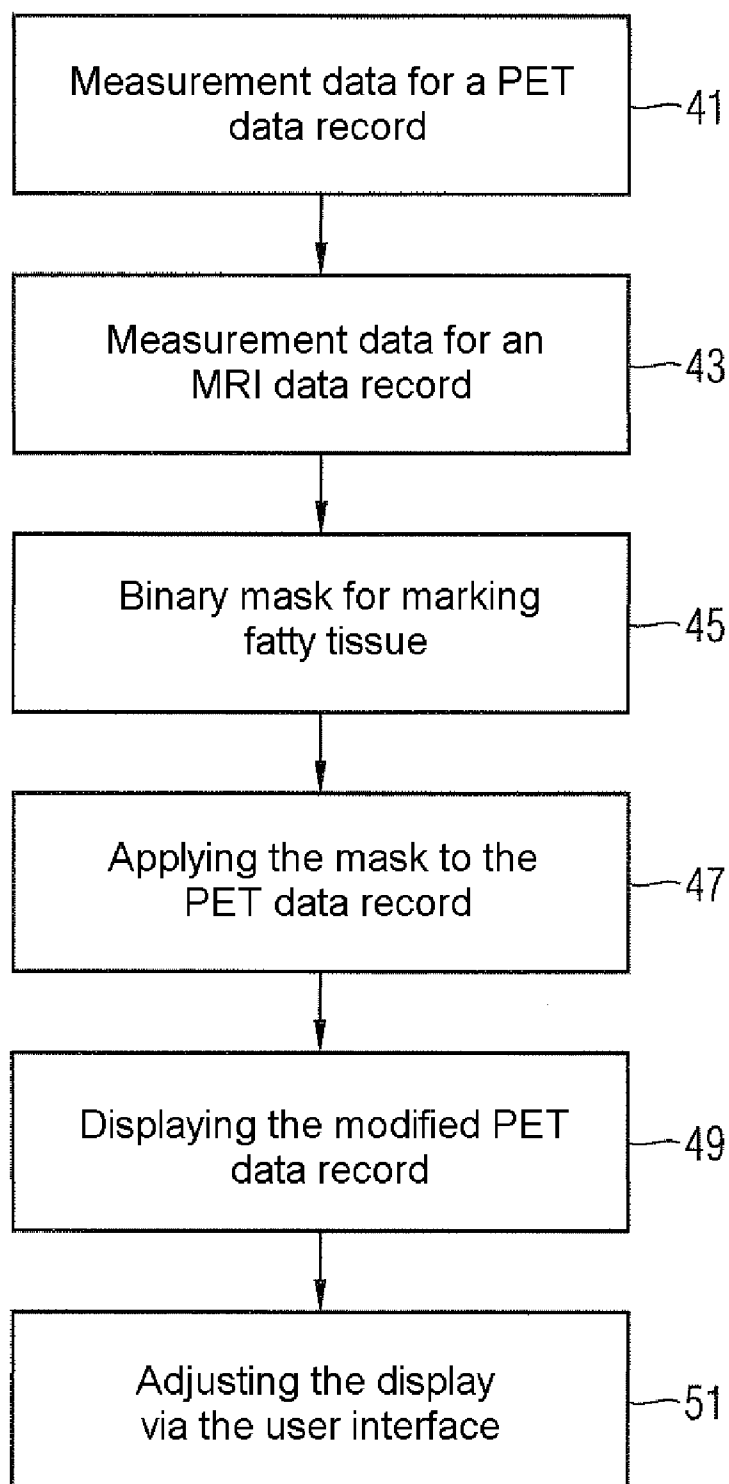 Measurement data for a PET
data record
41
Measurement data for an
MRI data record
43
Binary mask for marking
fatty tissue
45
Applying the mask to the
PET data record
47
Displaying the modified PET
data record
49
Adjusting the display
via the user interface
51